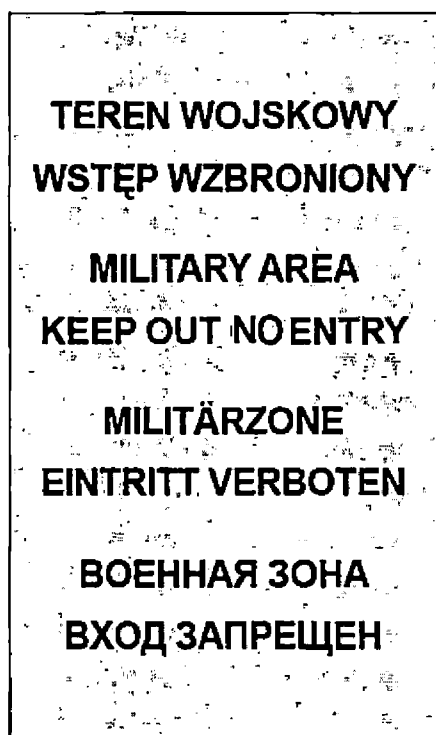 TEREN WOJSKOWY
WSTĘP WZBRONIONY
MILITARY AREA
KEEP OUT NO ENTRY
MILITÄRZONE
EINTRITT VERBOTEN
ВОЕННАЯ ЗОНА
ВХОД ЗАПРЕЩЕН